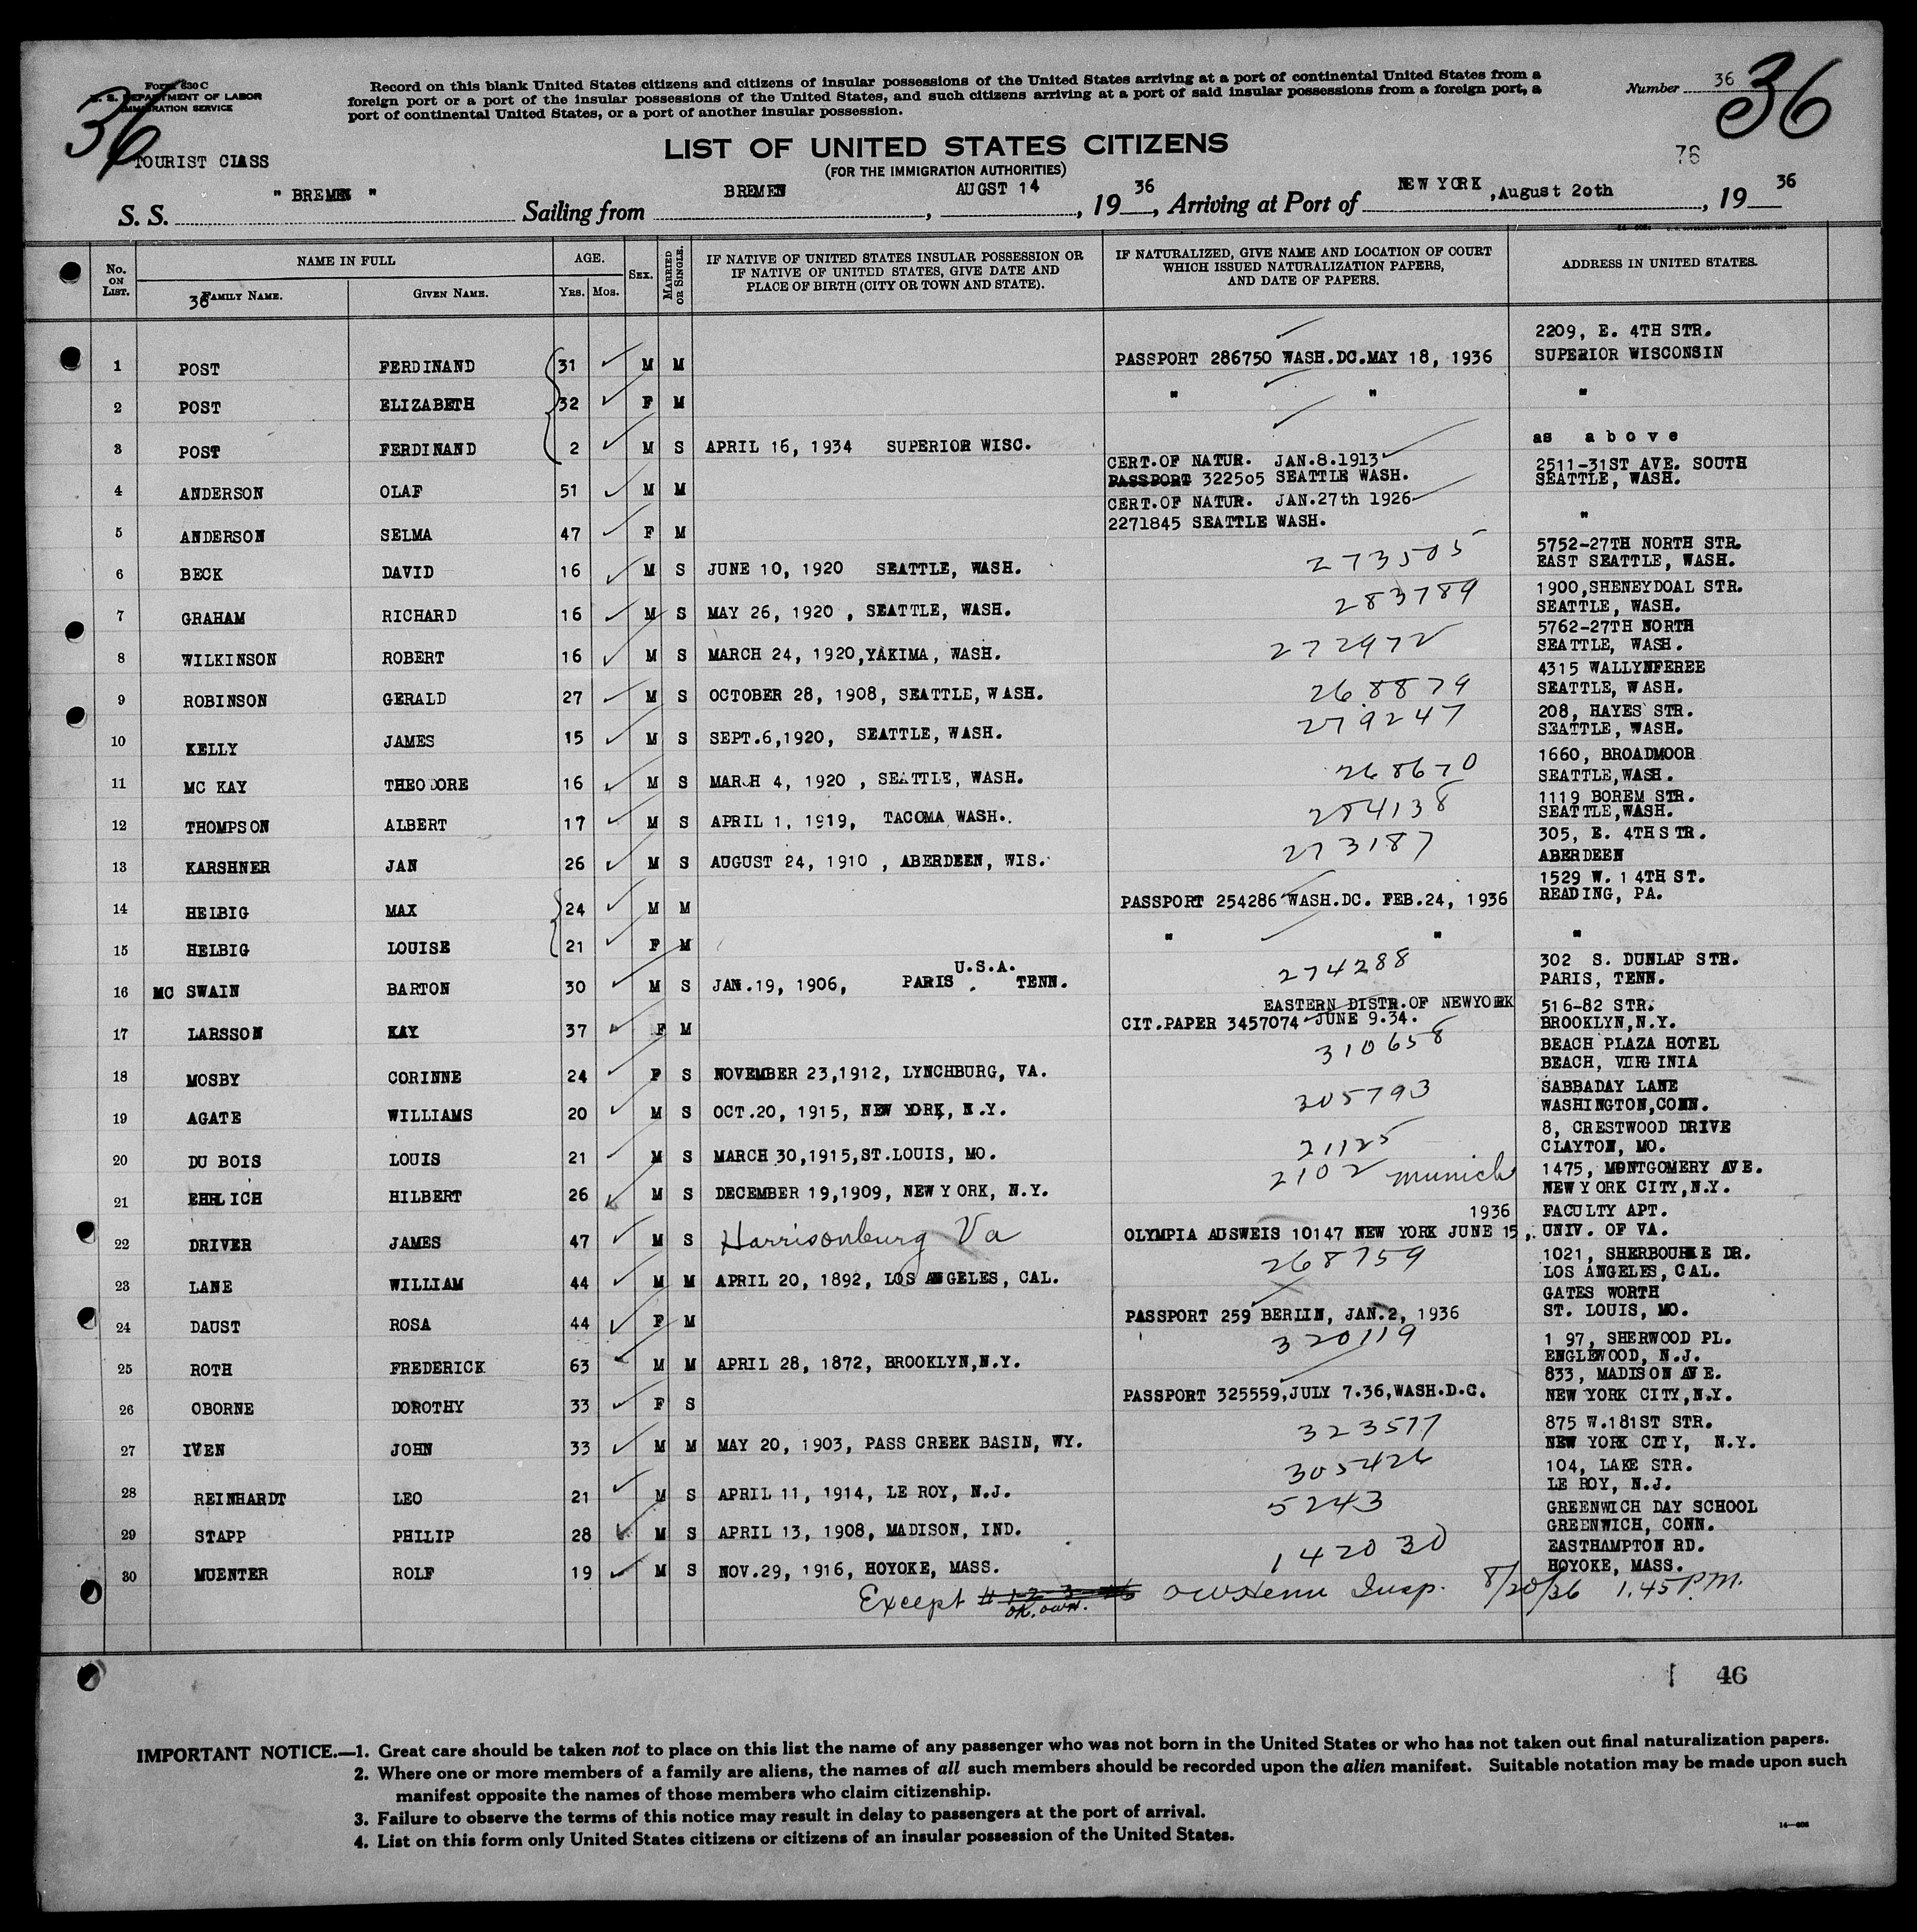 Form 630 C
U. S. DEPARTMENT OF LABOR
IMMIGRATION SERVICE
36
Record on this blank United States citizens and citizens of insular possessions of the United States arriving at a port of continental United States from a
foreign port or a port of the insular possessions of the United States, and such citizens arriving at a port of said insular possessions from a foreign port, a
port of continental United States, or a port of another insular possession.
Number 36
36
TOURIST CLASS
LIST OF UNITED STATES CITIZENS
(FOR THE IMMIGRATION AUTHORITIES)
76
S. S. " BREMEN " Sailing from BREMEN, AUGST 14, 1936, Arriving at Port of NEW YORK, August 20th, 1936
No. ON LIST. NAME IN FULL AGE. SEX. MARRIED OR SINGLE. IF NATIVE OF UNITED STATES INSULAR POSSESSION OR IF NATIVE OF UNITED STATES, GIVE DATE AND PLACE OF BIRTH (CITY OR TOWN AND STATE). IF NATURALIZED, GIVE NAME AND LOCATION OF COURT WHICH ISSUED NATURALIZATION PAPERS, AND DATE OF PAPERS. ADDRESS IN UNITED STATES.
36 FAMILY NAME. GIVEN NAME. YRS. MOS.
1 POST FERDINAND 31 M M PASSPORT 286750 WASH.DC.MAY 18, 1936 2209, E. 4TH STR. SUPERIOR WISCONSIN
2 POST ELIZABETH 32 F M " " "
3 POST FERDINAND 2 M S APRIL 16, 1934 SUPERIOR WISC. as above
4 ANDERSON OLAF 51 M M CERT.OF NATUR. JAN.8.1913 PASSPORT 322505 SEATTLE WASH. 2511-31ST AVE. SOUTH SEATTLE, WASH.
5 ANDERSON SELMA 47 F M CERT.OF NATUR. JAN.27th 1926 2271845 SEATTLE WASH. "
6 BECK DAVID 16 M S JUNE 10, 1920 SEATTLE, WASH. 273505 5752-27TH NORTH STR. EAST SEATTLE, WASH.
7 GRAHAM RICHARD 16 M S MAY 26, 1920 , SEATTLE, WASH. 283789 1900,SHENEYDOAL STR. SEATTLE, WASH.
8 WILKINSON ROBERT 16 M S MARCH 24, 1920,YAKIMA, WASH. 272972 5762-27TH NORTH SEATTLE, WASH.
9 ROBINSON GERALD 27 M S OCTOBER 28, 1908, SEATTLE,WASH. 268879 4315 WALLYNFEREE SEATTLE, WASH.
10 KELLY JAMES 15 M S SEPT.6,1920, SEATTLE, WASH. 279247 208, HAYES STR. SEATTLE, WASH.
11 MC KAY THEODORE 16 M S MARCH 4, 1920 , SEATTLE, WASH. 268670 1660, BROADMOOR SEATTLE,WASH.
12 THOMPSON ALBERT 17 M S APRIL 1, 1919, TACOMA WASH. 284138 1119 BOREM STR. SEATTLE,WASH.
13 KARSHNER JAN 26 M S AUGUST 24, 1910 , ABERDEEN, WIS. 273187 305, E. 4TH STR. ABERDEEN
14 HELBIG MAX 24 M M PASSPORT 254286 WASH.DC. FEB.24, 1936 1529 W. 14TH ST. READING, PA.
15 HELBIG LOUISE 21 F M " " "
16 MC SWAIN BARTON 30 M S JAN.19, 1906, PARIS U.S.A. TENN. 274288 302 S. DUNLAP STR. PARIS, TENN.
17 LARSSON KAY 37 F M EASTERN DISTR.OF NEWYORK CIT.PAPER 3457074 JUNE 9.34. 516-82 STR. BROOKLYN,N.Y.
18 MOSBY CORINNE 24 F S NOVEMBER 23,1912, LYNCHBURG, VA. 310658 BEACH PLAZA HOTEL BEACH, VIRGINIA
19 AGATE WILLIAMS 20 M S OCT.20, 1915, NEW YORK, N.Y. 305793 SABBADAY LANE WASHINGTON,CONN.
20 DU BOIS LOUIS 21 M S MARCH 30,1915,ST.LOUIS, MO. 21125 8, CRESTWOOD DRIVE CLAYTON, MO.
21 EHRLICH HILBERT 26 M S DECEMBER 19,1909, NEW YORK, N.Y. 2102 Munich 1475, MONTGOMERY AVE. NEW YORK CITY,N.Y.
22 DRIVER JAMES 47 M S Harrisonburg Va OLYMPIA AUSWEIS 10147 NEW YORK JUNE 15, 1936 FACULTY APT. UNIV. OF VA.
23 LANE WILLIAM 44 M M APRIL 20, 1892, LOS ANGELES, CAL. 268759 1021, SHERBOURNE DR. LOS ANGELES, CAL.
24 DAUST ROSA 44 F M PASSPORT 259 BERLIN, JAN.2, 1936 GATES WORTH ST. LOUIS, MO.
25 ROTH FREDERICK 63 M M APRIL 28, 1872, BROOKLYN,N.Y. 320119 1 97, SHERWOOD PL. ENGLEWOOD, N.J.
26 OBORNE DOROTHY 33 F S PASSPORT 325559,JULY 7.36,WASH.D.C. 833, MADISON AVE. NEW YORK CITY,N.Y.
27 IVEN JOHN 33 M M MAY 20, 1903, PASS CREEK BASIN, WY. 323517 875 W.181ST STR. NEW YORK CITY, N.Y.
28 REINHARDT LEO 21 M S APRIL 11, 1914, LE ROY, N.J. 305426 104, LAKE STR. LE ROY, N.J.
29 STAPP PHILIP 28 M S APRIL 13, 1908, MADISON, IND. 5243 GREENWICH DAY SCHOOL GREENWICH, CONN.
30 MUENTER ROLF 19 M S NOV.29, 1916, HOYOKE, MASS. 142030 EASTHAMPTON RD. HOYOKE, MASS.
Except # 1-2-3 Insp. 8/20/36 1.45 P.M.
46
IMPORTANT NOTICE.—1. Great care should be taken not to place on this list the name of any passenger who was not born in the United States or who has not taken out final naturalization papers.
2. Where one or more members of a family are aliens, the names of all such members should be recorded upon the alien manifest. Suitable notation may be made upon such
manifest opposite the names of those members who claim citizenship.
3. Failure to observe the terms of this notice may result in delay to passengers at the port of arrival.
4. List on this form only United States citizens or citizens of an insular possession of the United States.